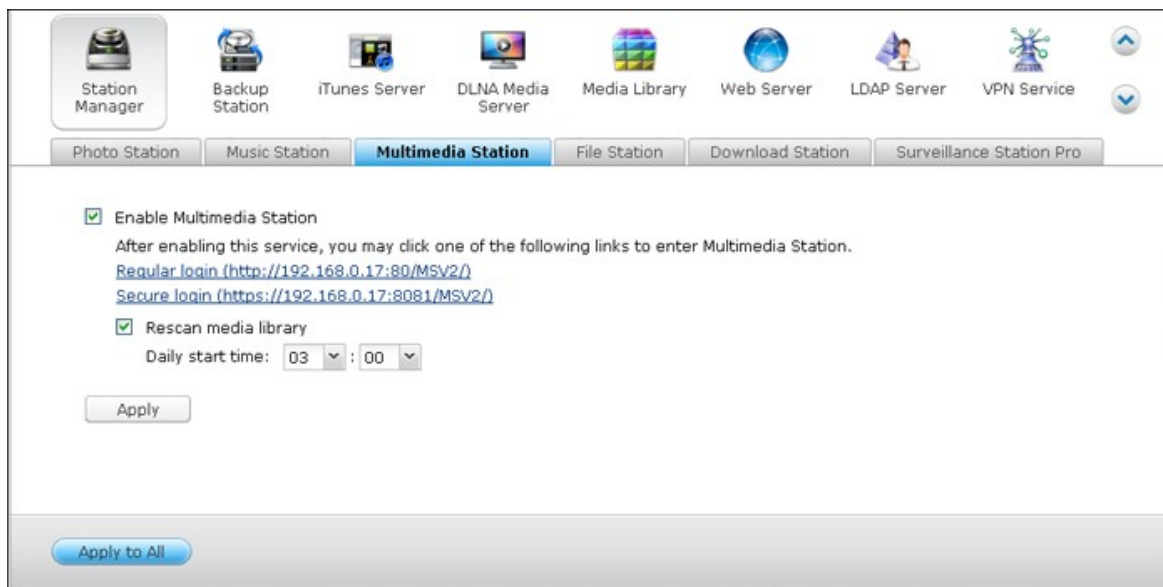 Station Manager
Backup Station
iTunes Server
DLNA Media Server
Media Library
Web Server
LDAP Server
VPN Service
Photo Station
Music Station
Multimedia Station
File Station
Download Station
Surveillance Station Pro
Enable Multimedia Station
After enabling this service, you may click one of the following links to enter Multimedia Station.
Regular login (http://192.168.0.17:80/MSV2/)
Secure login (https://192.168.0.17:8081/MSV2/)
Rescan media library
Daily start time: 03 : 00
Apply
Apply to All